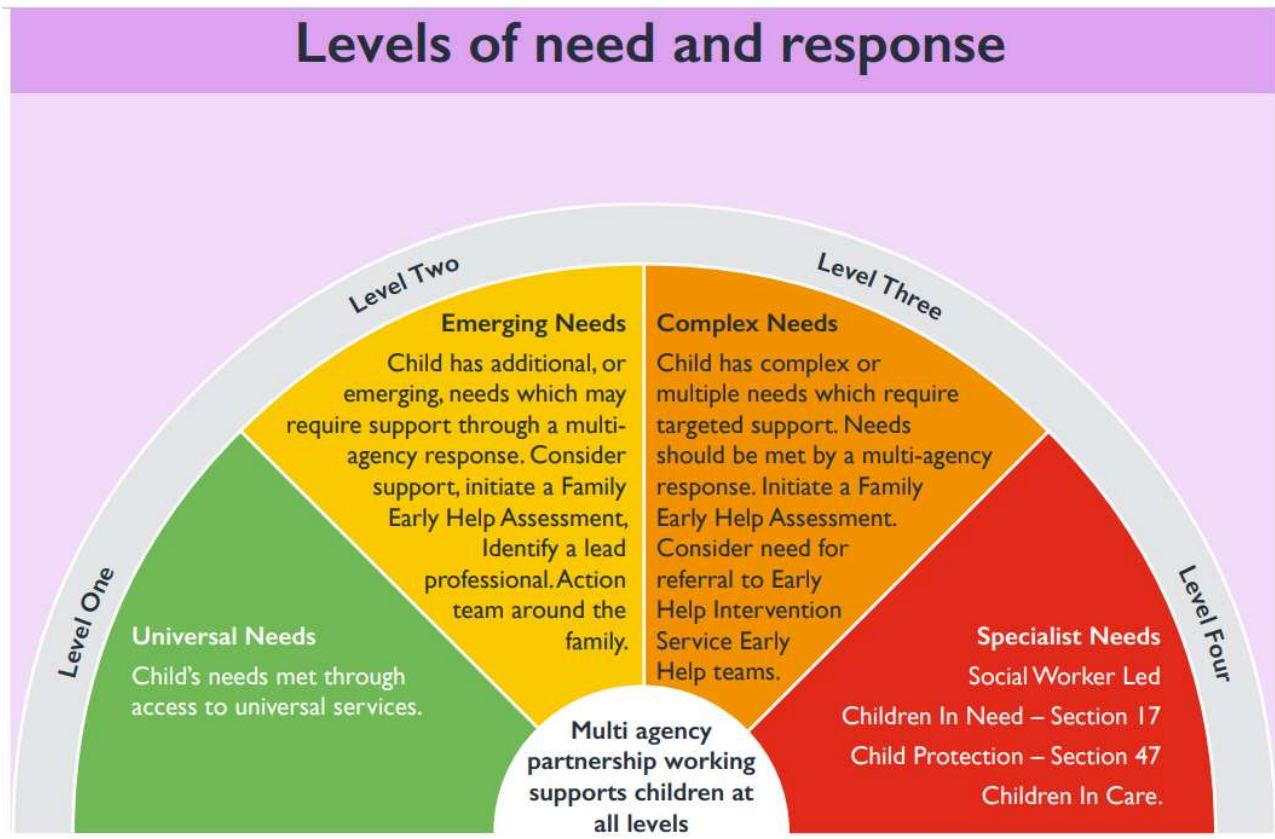 Levels of need and response
Level One
Universal Needs
Child's needs met through
access to universal services.
Level Two
Emerging Needs
Child has additional, or
emerging, needs which may
require support through a multi-
agency response. Consider
support, initiate a Family
Early Help Assessment,
Identify a lead
professional. Action
team around the
family.
Level Three
Complex Needs
Child has complex or
multiple needs which require
targeted support. Needs
should be met by a multi-agency
response. Initiate a Family
Early Help Assessment.
Consider need for
referral to Early
Help Intervention
Service Early
Help teams.
Level Four
Specialist Needs
Social Worker Led
Children In Need – Section 17
Child Protection – Section 47
Children In Care.
Multi agency
partnership working
supports children at
all levels